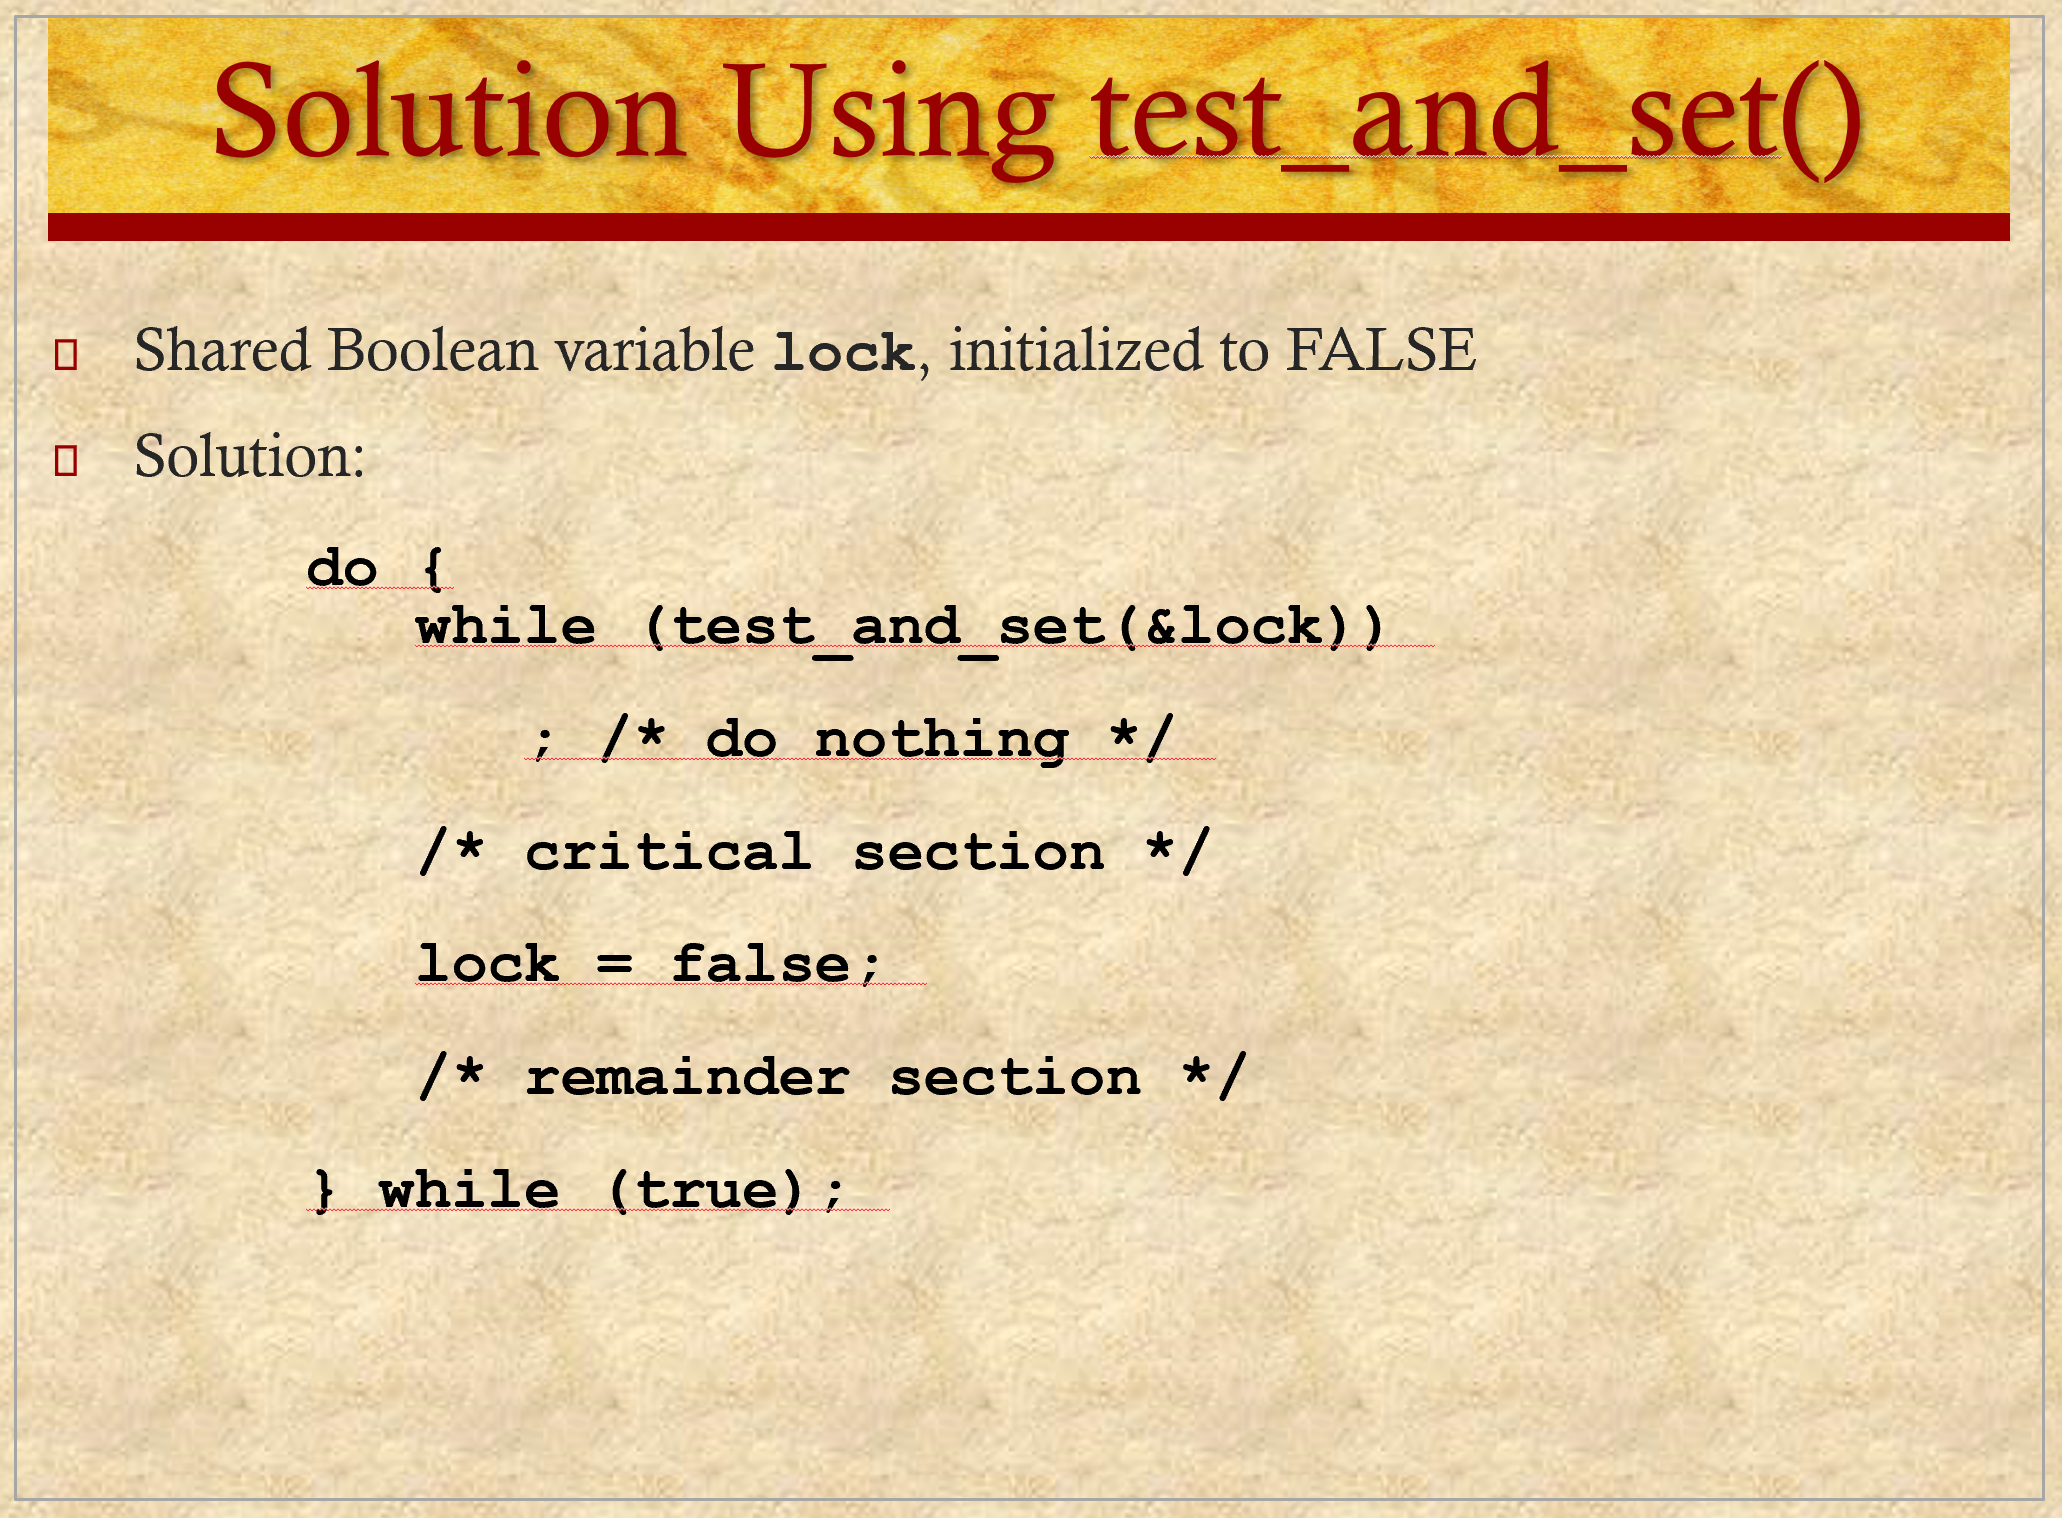 Solution Using test_and_set()
Shared Boolean variable lock, initialized to FALSE
Solution:
do {
while (test_and_set(&lock))
; /* do nothing */
/* critical section */
lock = false;
/* remainder section */
} while (true);